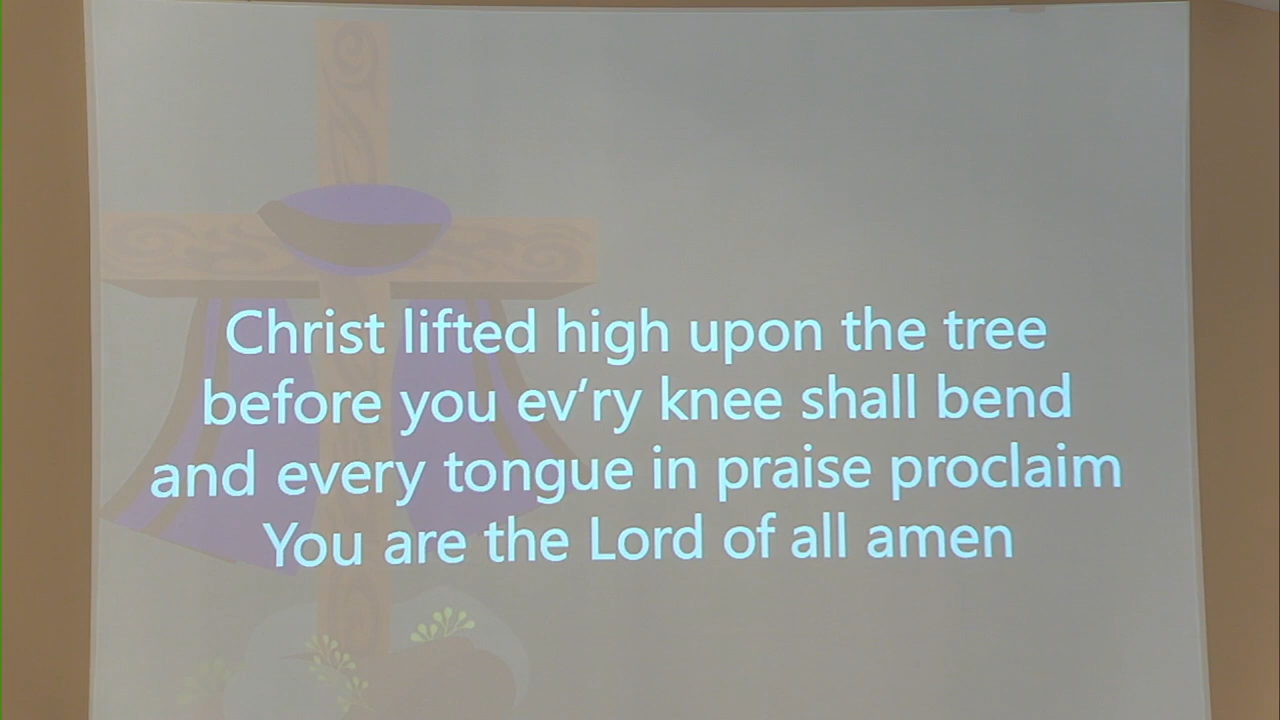 Christ lifted high upon the tree
before you ev’ry knee shall bend
and every tongue in praise proclaim
You are the Lord of all amen